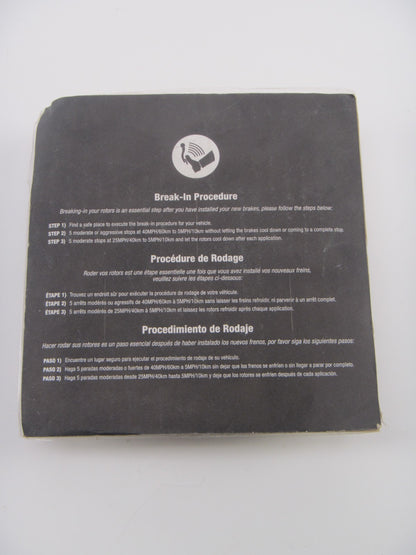 Break-In Procedure
Breaking-in your rotors is an essential step after you have installed your new brakes, please follow the steps below:
STEP 1) Find a safe place to execute the break-in procedure for your vehicle.
STEP 2) 5 moderate or aggressive stops at 40MPH/60km to 5MPH/10km without letting the brakes cool down or coming to a complete stop.
STEP 3) 5 moderate stops at 25MPH/40km to 5MPH/10km and let the rotors cool down after each application.
Procédure de Rodage
Roder vos rotors est une étape essentielle une fois que vous avez installé vos nouveaux freins,
veuillez suivre les étapes ci-dessous:
ÉTAPE 1) Trouvez un endroit sûr pour exécuter la procédure de rodage de votre véhicule.
ÉTAPE 2) 5 arrêts modérés ou agressifs de 40MPH/60km à 5MPH/10km sans laisser les freins refroidir, ni parvenir à un arrêt complet.
ÉTAPE 3) 5 arrêts modérés de 25MPH/40km à 5MPH/10km et laissez les rotors refroidir après chaque application.
Procedimiento de Rodaje
Hacer rodar sus rotores es un paso esencial después de haber instalado los nuevos frenos, por favor siga los siguientes pasos:
PASO 1) Encuentre un lugar seguro para ejecutar el procedimiento de rodaje de su vehículo.
PASO 2) Haga 5 paradas moderadas o fuertes de 40MPH/60km a 5MPH/10km sin dejar que los frenos se enfríen o sin llegar a parar por completo.
PASO 3) Haga 5 paradas moderadas desde 25MPH/40km hasta 5MPH/10km y deje que los rotores se enfríen después de cada aplicación.